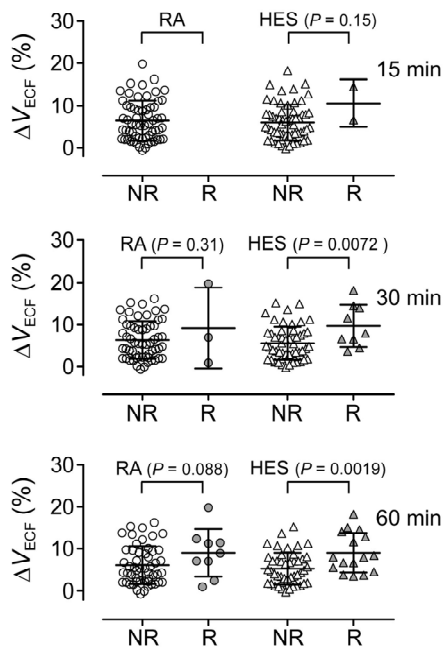 30
RA HES (P = 0.15)
15 min
20
10
0
ΔV_ECF (%)
NR R NR R
30
RA (P = 0.31) HES (P = 0.0072 )
30 min
20
10
0
ΔV_ECF (%)
NR R NR R
30
RA (P = 0.088) HES (P = 0.0019)
60 min
20
10
0
ΔV_ECF (%)
NR R NR R